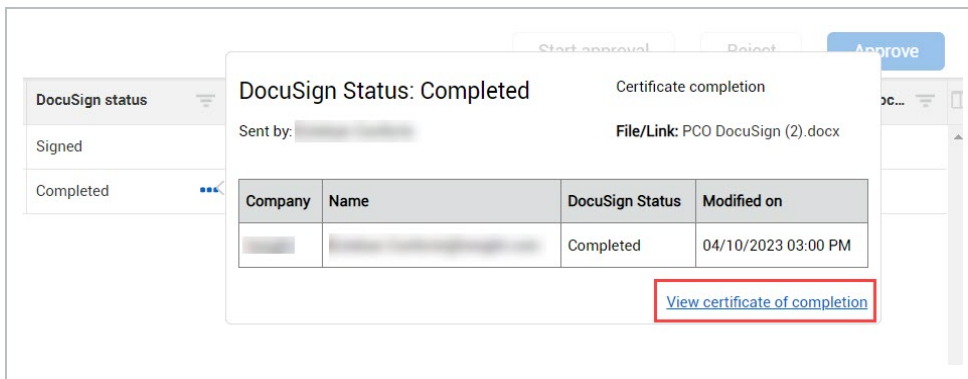 Start approval Reject Approve
DocuSign status
Signed
Completed
DocuSign Status: Completed
Certificate completion
Sent by:
File/Link: PCO DocuSign (2).docx
Company Name DocuSign Status Modified on
Completed 04/10/2023 03:00 PM
View certificate of completion